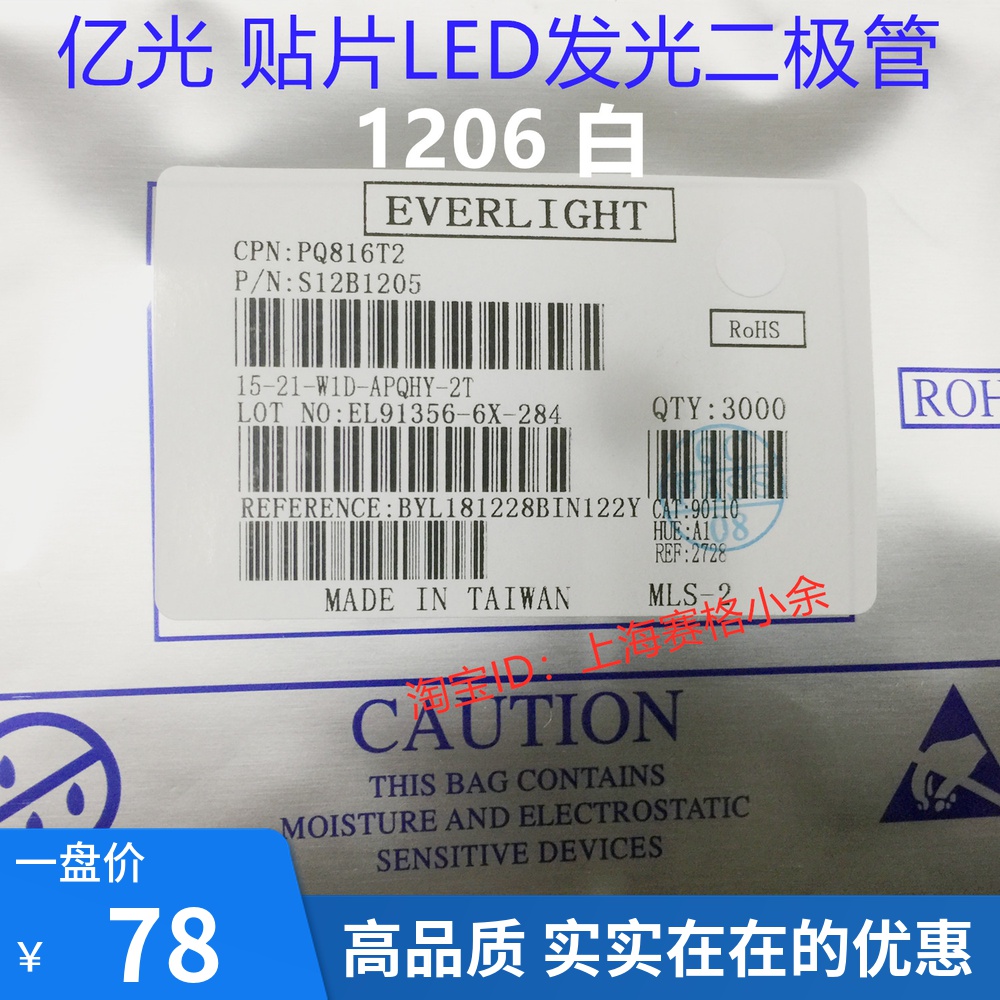 亿光 贴片LED发光二极管
1206 白
EVERLIGHT
CPN:PQ816T2
P/N:S12B1205
RoHS
15-21-W1D-APQHY-2T
LOT NO:EL91356-6X-284
QTY:3000
ROH
REFERENCE:BYL181228BIN122Y
CAT:90110
HUE:A1
08
REF:2728
MADE IN TAIWAN
MLS-2
淘宝ID：上海赛格小余
CAUTION
THIS BAG CONTAINS
MOISTURE AND ELECTROSTATIC
SENSITIVE DEVICES
一盘价
¥ 78
高品质 实实在在的优惠